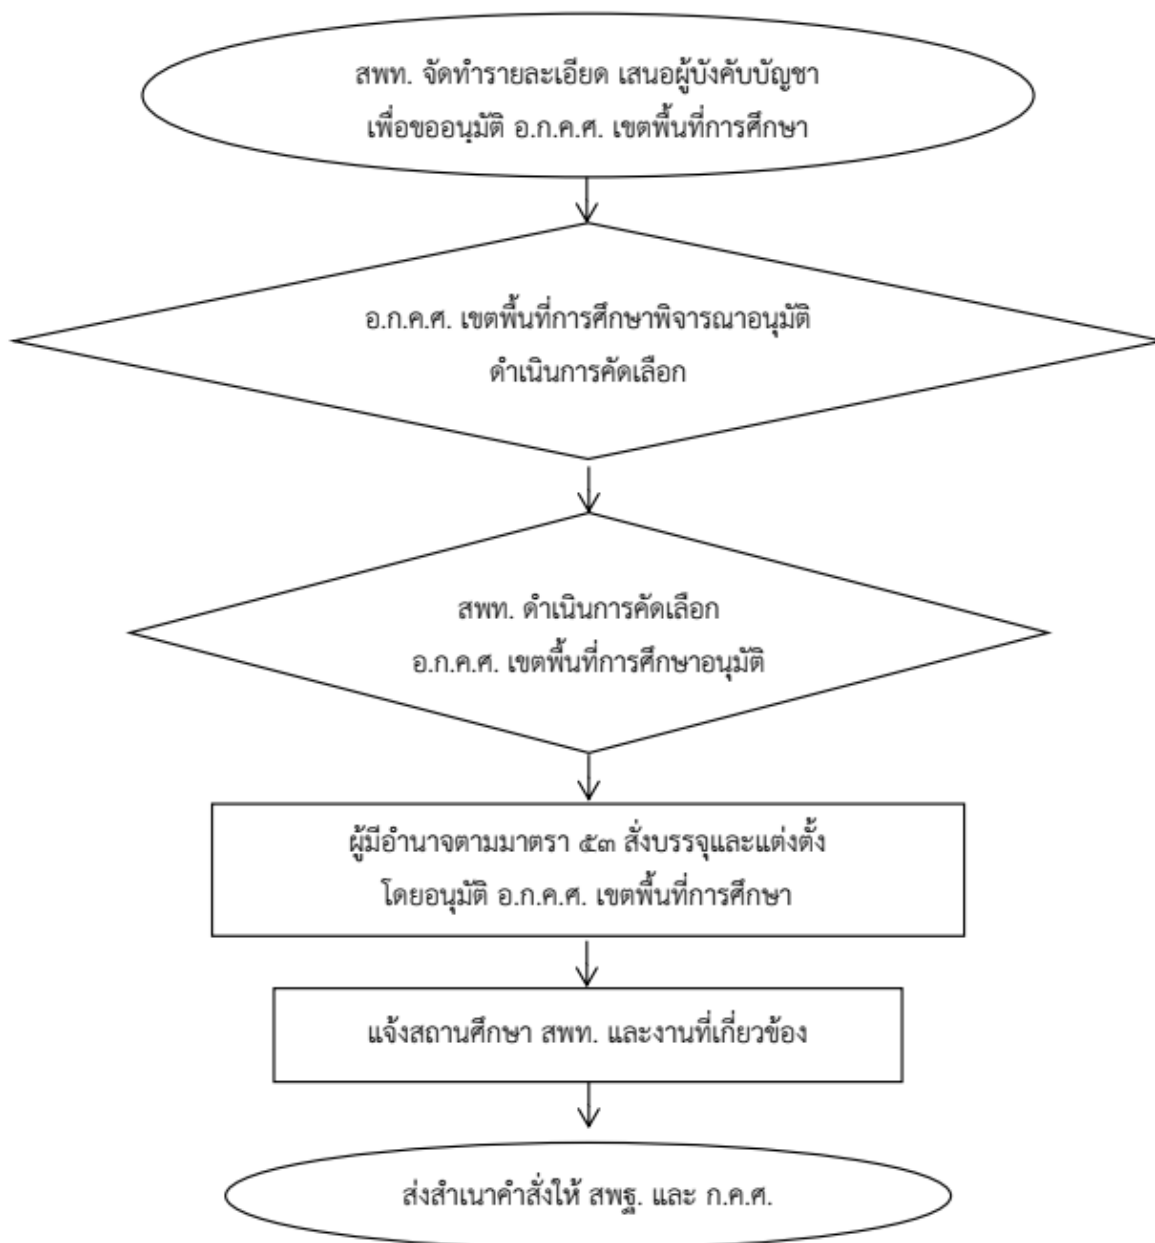 สพท. จัดทำรายละเอียด เสนอผู้บังคับบัญชา
เพื่อขออนุมัติ อ.ก.ค.ศ. เขตพื้นที่การศึกษา
อ.ก.ค.ศ. เขตพื้นที่การศึกษาพิจารณาอนุมัติ
ดำเนินการคัดเลือก
สพท. ดำเนินการคัดเลือก
อ.ก.ค.ศ. เขตพื้นที่การศึกษาอนุมัติ
ผู้มีอำนาจตามมาตรา ๕๓ สั่งบรรจุและแต่งตั้ง
โดยอนุมัติ อ.ก.ค.ศ. เขตพื้นที่การศึกษา
แจ้งสถานศึกษา สพท. และงานที่เกี่ยวข้อง
ส่งสำเนาคำสั่งให้ สพฐ. และ ก.ค.ศ.